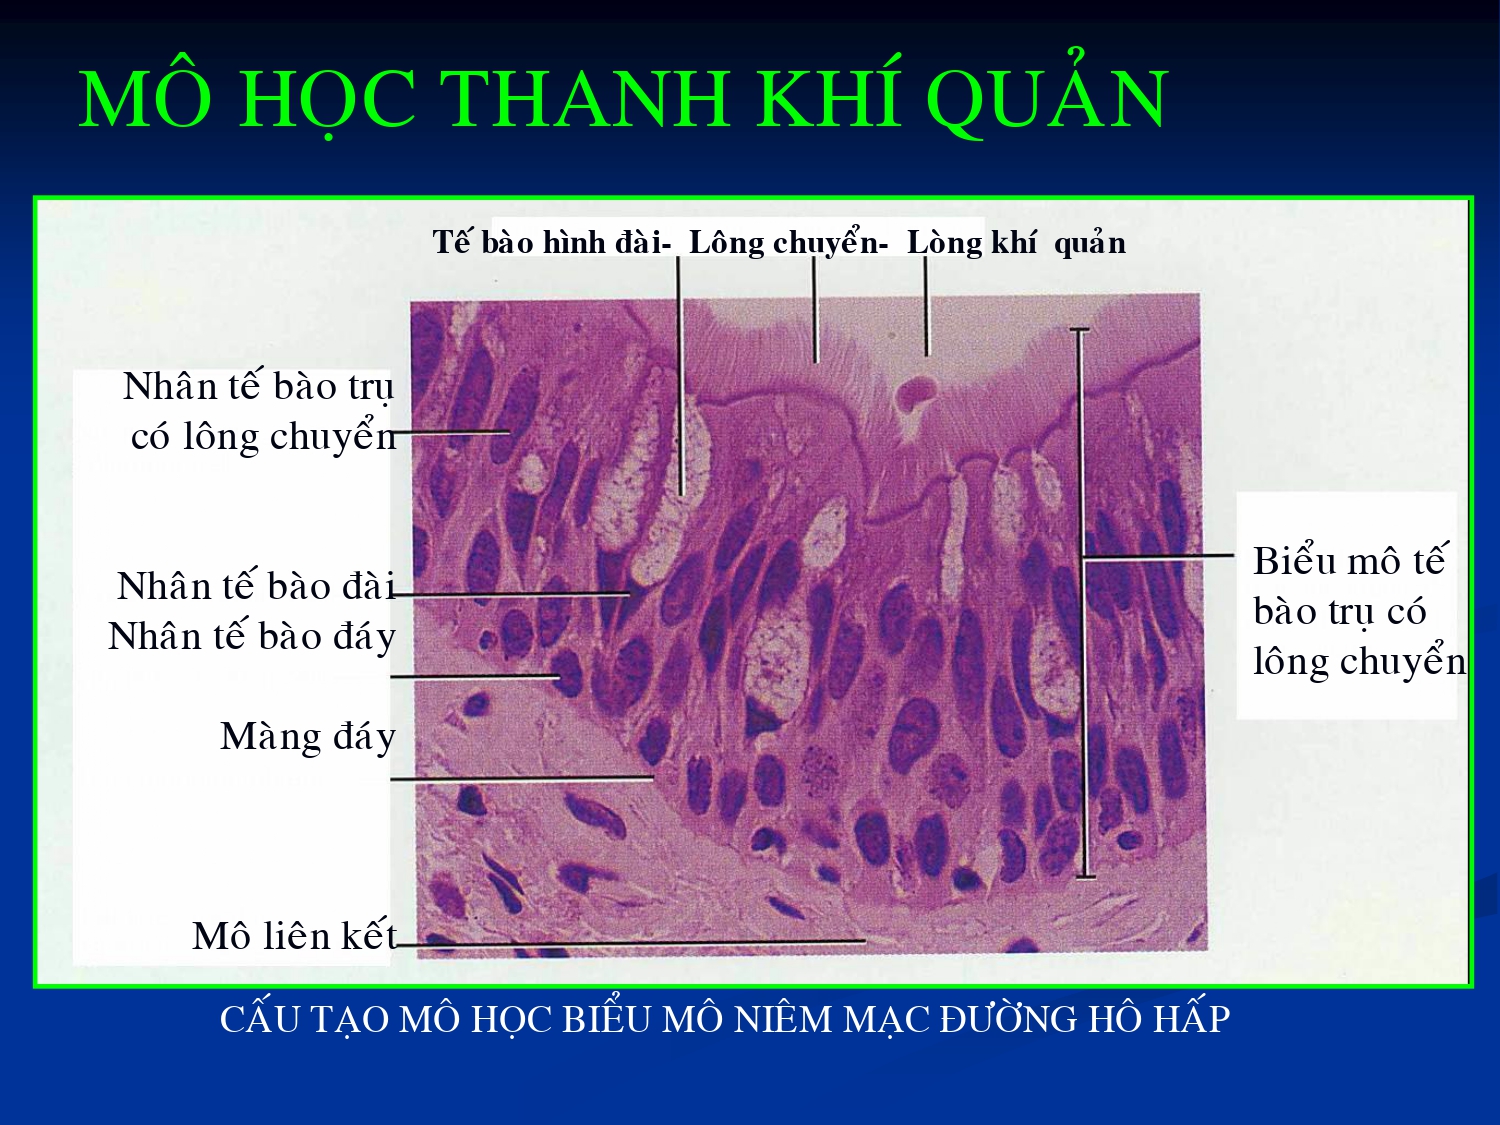 MÔ HỌC THANH KHÍ QUẢN
Tế bào hình đài- Lông chuyển- Lòng khí quản
Nhân tế bào trụ
có lông chuyển
Nhân tế bào đài
Nhân tế bào đáy
Màng đáy
Mô liên kết
Biểu mô tế
bào trụ có
lông chuyển
CẤU TẠO MÔ HỌC BIỂU MÔ NIÊM MẠC ĐƯỜNG HÔ HẤP